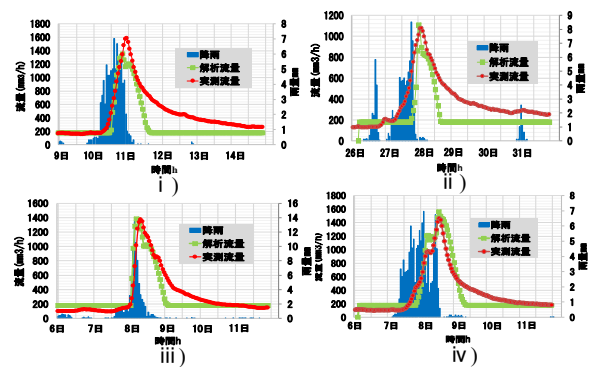 1600
1400
1200
1000
800
600
400
200
0
流量(mm3/h)
8
7
6
5
4
3
2
1
0
雨量mm
降雨
解析流量
実測流量
9日 10日 11日 12日 13日 14日
時間h
i )
1200
1000
800
600
400
200
0
流量(mm3/h)
9
8
7
6
5
4
3
2
1
0
雨量mm
降雨
解析流量
実測流量
26日 27日 28日 29日 30日 31日
時間h
ii )
1600
1400
1200
1000
800
600
400
200
0
流量(mm3/h)
16
14
12
10
8
6
4
2
0
雨量mm
降雨
解析流量
実測流量
6日 7日 8日 9日 10日 11日
時間h
iii )
1800
1600
1400
1200
1000
800
600
400
200
0
流量(mm3/h)
8
7
6
5
4
3
2
1
0
雨量mm
降雨
解析流量
実測流量
6日 7日 8日 9日 10日 11日
時間h
iv )